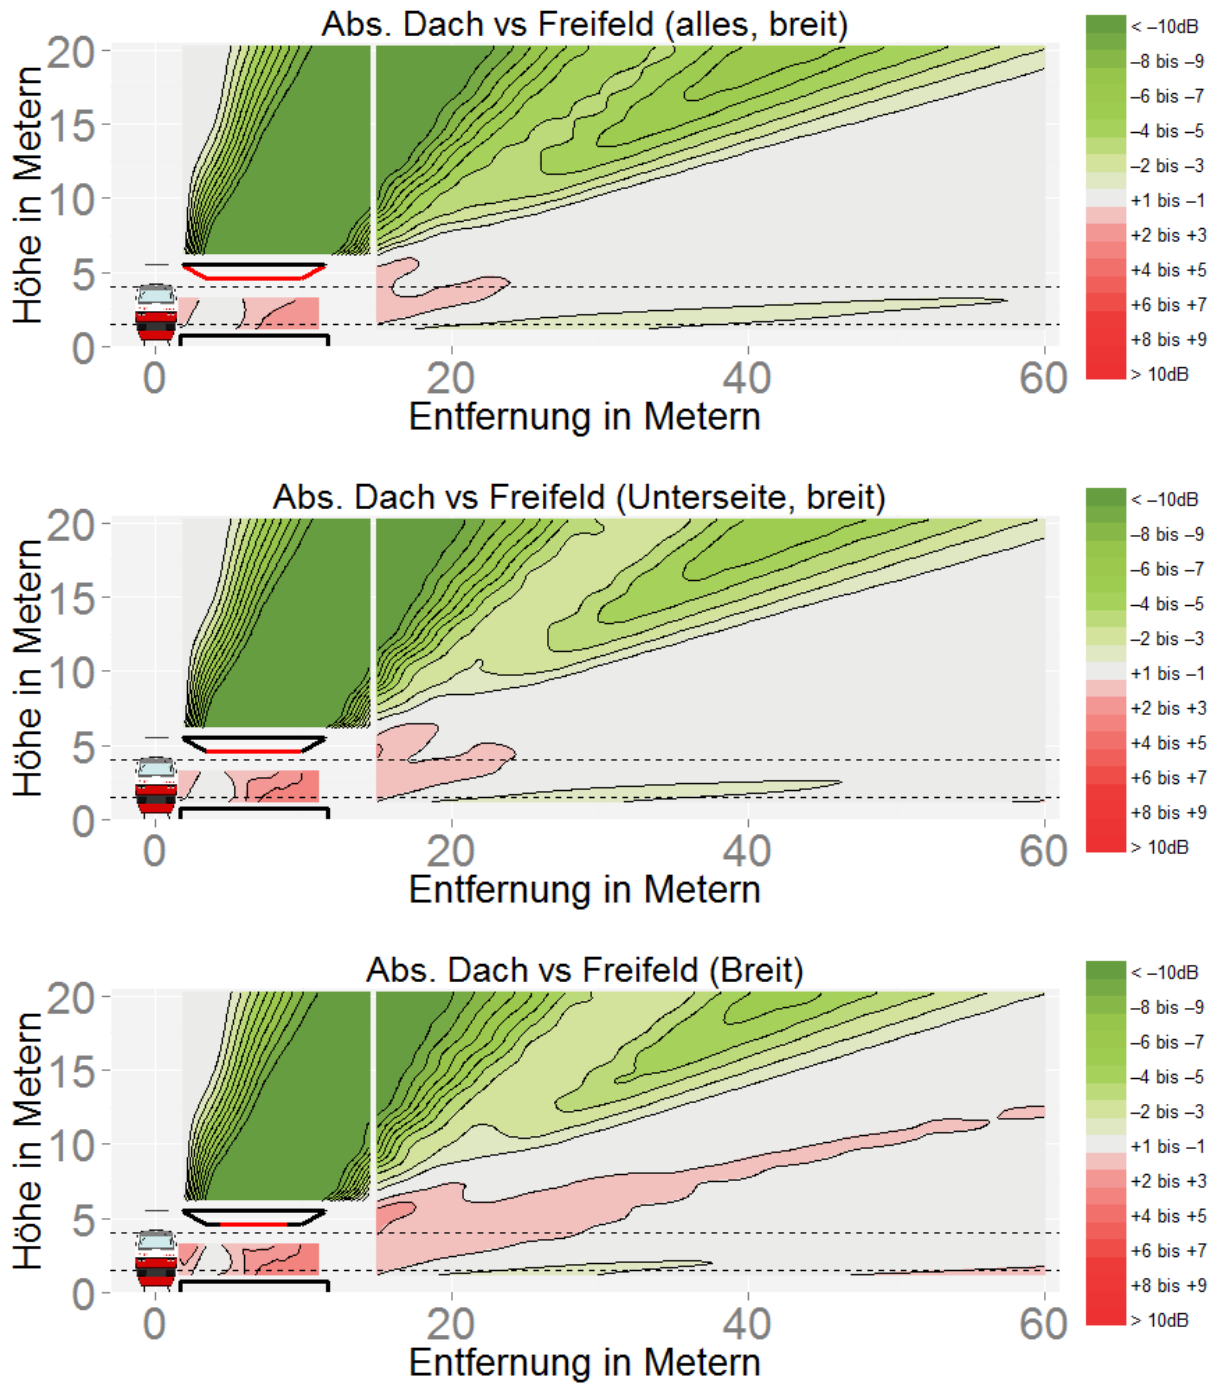 Abs. Dach vs Freifeld (alles, breit)
Höhe in Metern
20
15
10
5
0
0 20 40 60
Entfernung in Metern
< –10dB
–8 bis –9
–6 bis –7
–4 bis –5
–2 bis –3
+1 bis –1
+2 bis +3
+4 bis +5
+6 bis +7
+8 bis +9
> 10dB
Abs. Dach vs Freifeld (Unterseite, breit)
Höhe in Metern
20
15
10
5
0
0 20 40 60
Entfernung in Metern
< –10dB
–8 bis –9
–6 bis –7
–4 bis –5
–2 bis –3
+1 bis –1
+2 bis +3
+4 bis +5
+6 bis +7
+8 bis +9
> 10dB
Abs. Dach vs Freifeld (Breit)
Höhe in Metern
20
15
10
5
0
0 20 40 60
Entfernung in Metern
< –10dB
–8 bis –9
–6 bis –7
–4 bis –5
–2 bis –3
+1 bis –1
+2 bis +3
+4 bis +5
+6 bis +7
+8 bis +9
> 10dB